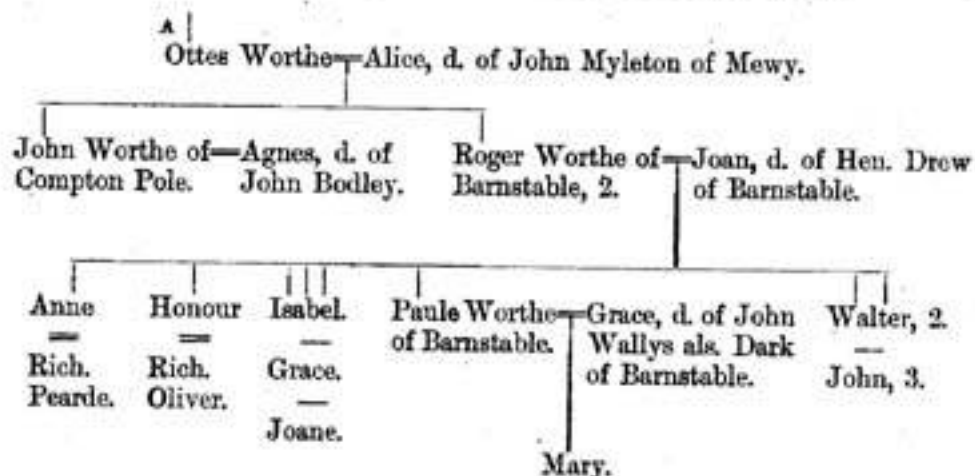 A
Ottes Worthe=Alice, d. of John Myleton of Mewy.
John Worthe of=Agnes, d. of
Compton Pole. John Bodley.
Roger Worthe of=Joan, d. of Hen. Drew
Barnstable, 2. of Barnstable.
Anne
=
Rich.
Pearde.
Honour
=
Rich.
Oliver.
Isabel.
—
Grace.
—
Joane.
Paule Worthe=Grace, d. of John
of Barnstable. Wallys als. Dark
of Barnstable.
Walter, 2.
—
John, 3.
Mary.